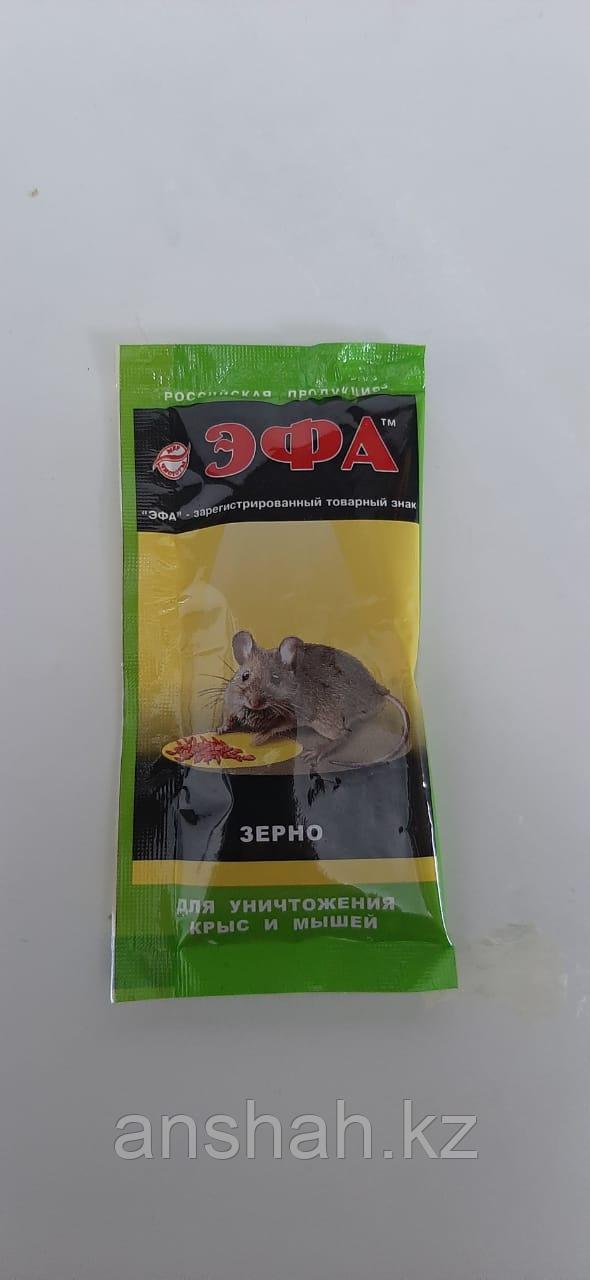 РОССИЙСКАЯ ПРОДУКЦИЯ
ЭФА™
"ЭФА" - зарегистрированный товарный знак
ЗЕРНО
ДЛЯ УНИЧТОЖЕНИЯ
КРЫС И МЫШЕЙ
anshah.kz